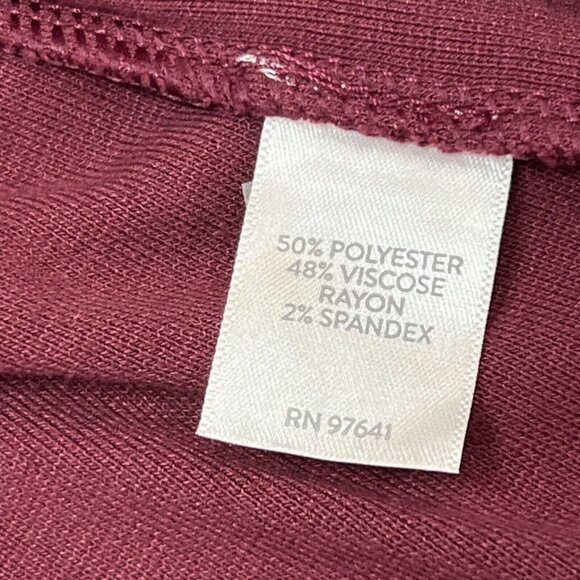 50% POLYESTER
48% VISCOSE
RAYON
2% SPANDEX
RN 97641